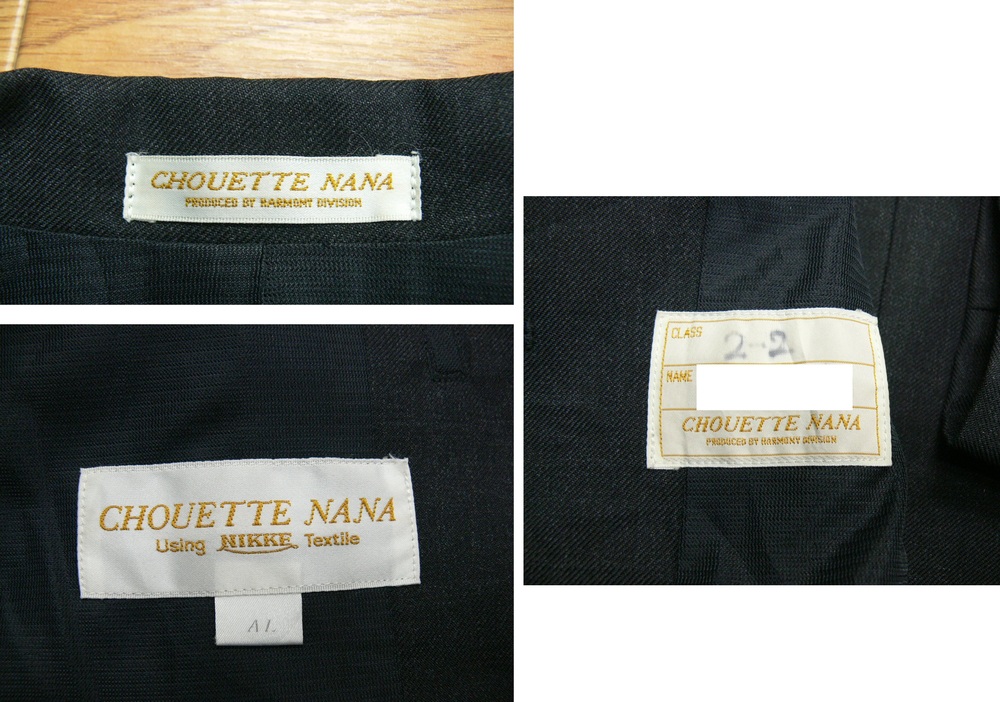 CHOUETTE NANA
PRODUCED BY HARMONY DIVISION
CHOUETTE NANA
Using NIKKE Textile
AL
CLASS 2-2
NAME
CHOUETTE NANA
PRODUCED BY HARMONY DIVISION